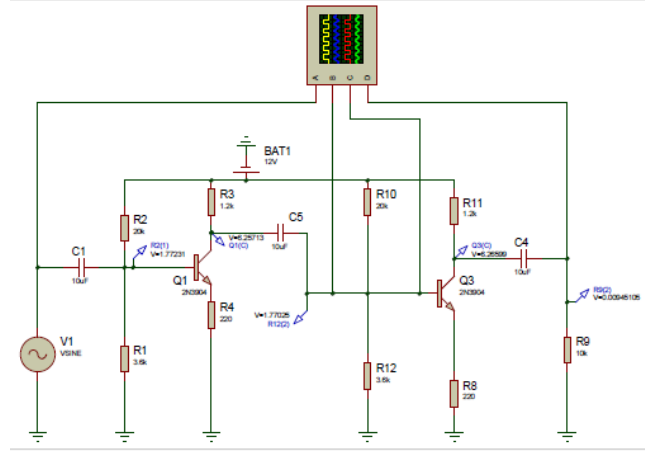 A B C D
BAT1
12V
R2
20k
R3
1.2k
R10
20k
R11
1.2k
C5
10uF
V=6.25713
Q1(C)
R2(1)
V=1.77231
C1
10uF
Q1
2N3904
Q3(C)
V=6.26599
C4
10uF
Q3
2N3904
R9(2)
V=0.00945105
R4
220
V=1.77025
R12(2)
V1
VSINE
R1
3.6k
R12
3.6k
R8
220
R9
10k